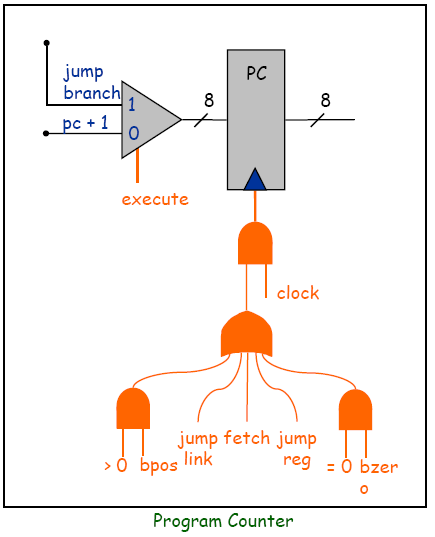 jump
branch
1
pc + 1
0
execute
8
PC
8
clock
jump
link
fetch
jump
reg
> 0
bpos
= 0
bzer
o
Program Counter